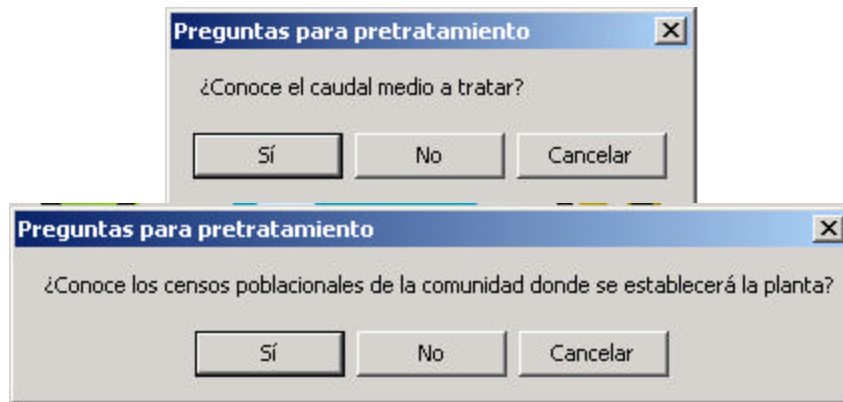 Preguntas para pretratamiento
¿Conoce el caudal medio a tratar?
Sí No Cancelar
Preguntas para pretratamiento
¿Conoce los censos poblacionales de la comunidad donde se establecerá la planta?
Sí No Cancelar